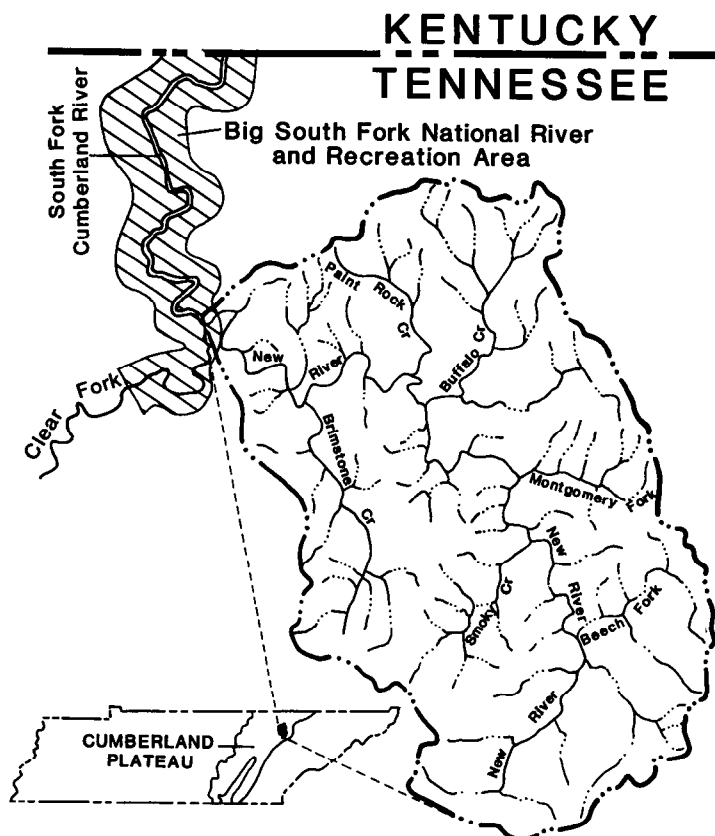 KENTUCKY
TENNESSEE
South Fork
Cumberland River
Big South Fork National River
and Recreation Area
Paint Rock Cr
New River
Buffalo Cr
Clear Fork
Brimstone Cr
Montgomery Fork
New River
Smoky Cr
Beech Fork
New River
CUMBERLAND
PLATEAU